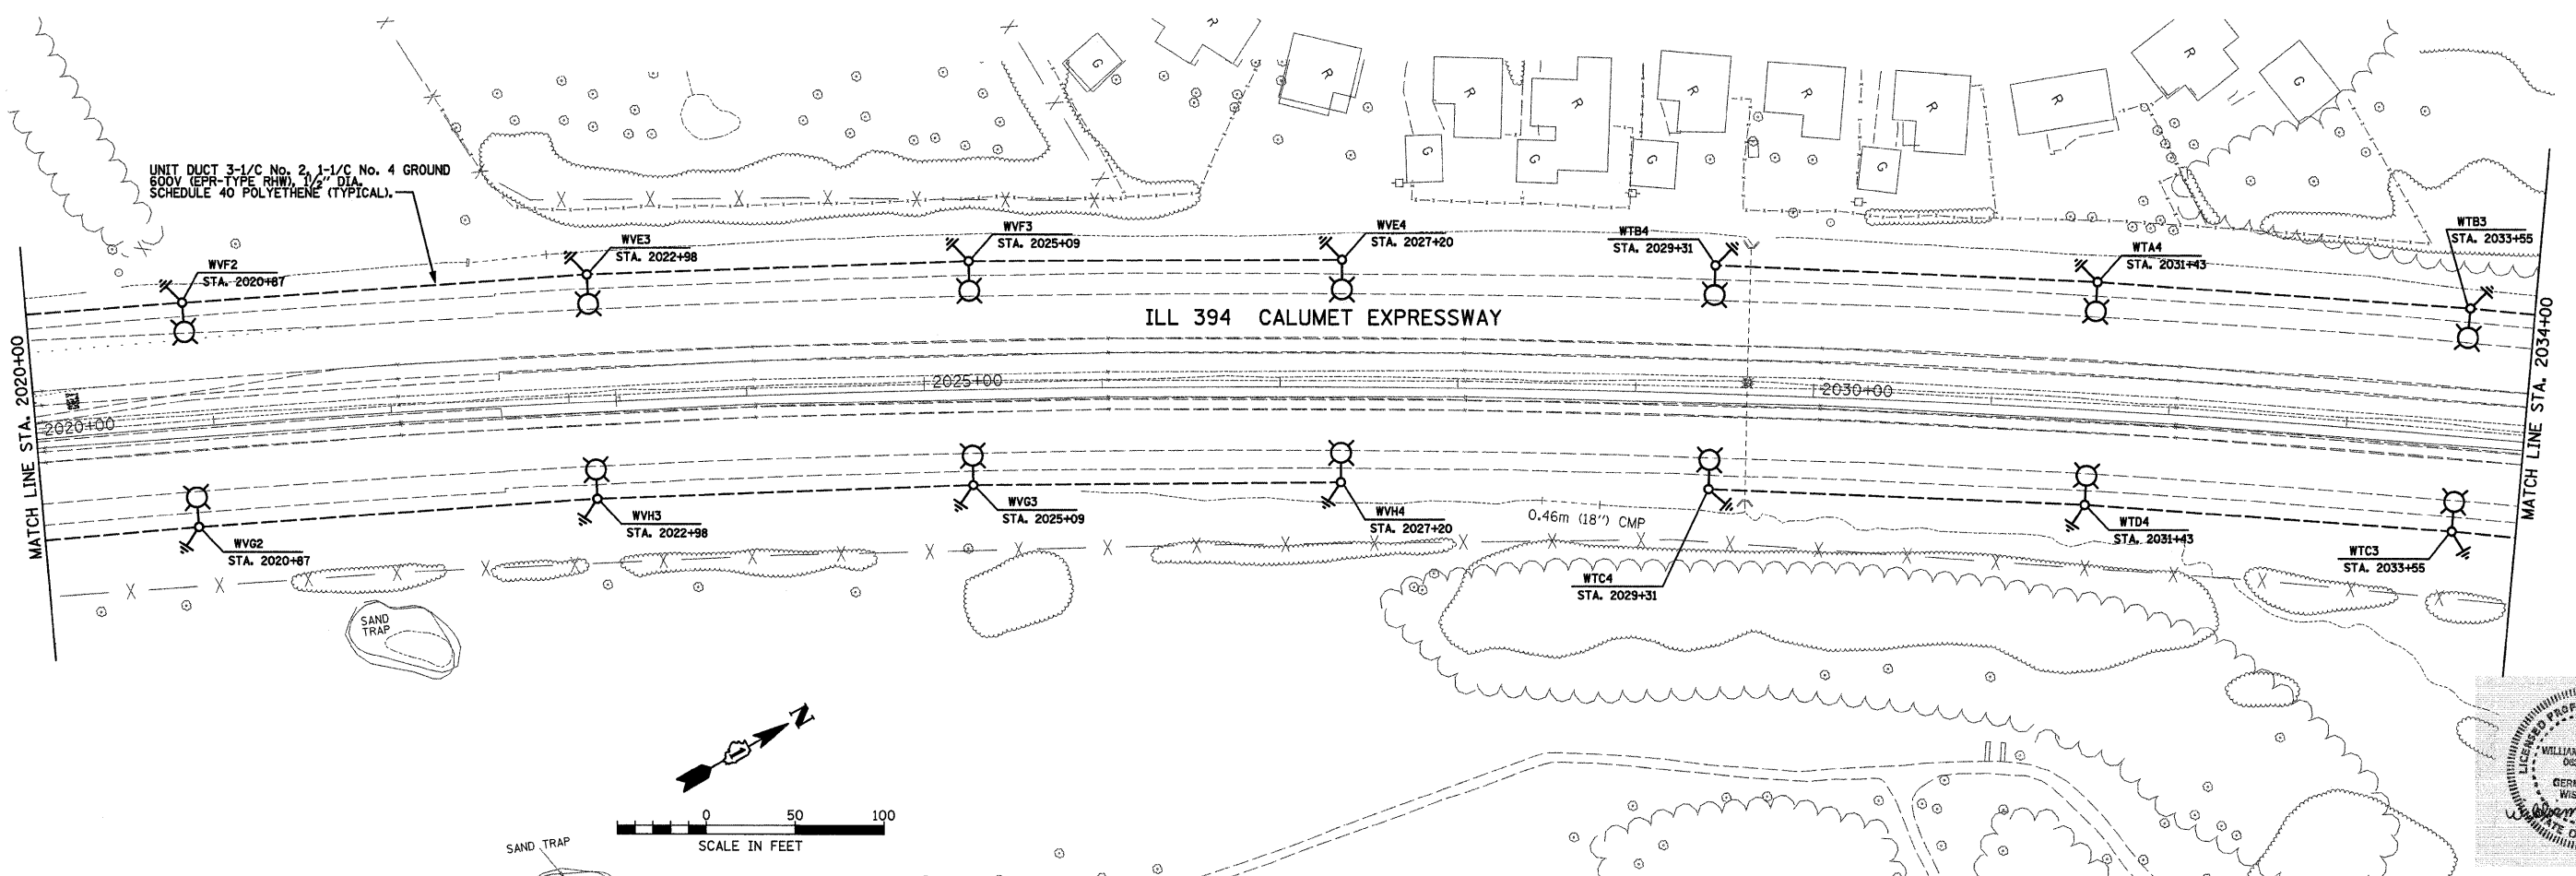 UNIT DUCT 3-1/C No. 2, 1-1/C No. 4 GROUND
600V (EPR-TYPE RHW), 1½" DIA.
SCHEDULE 40 POLYETHENE (TYPICAL).
WVF2
STA. 2020+87
WVE3
STA. 2022+98
WVF3
STA. 2025+09
WVE4
STA. 2027+20
WTB4
STA. 2029+31
WTA4
STA. 2031+43
WTB3
STA. 2033+55
G
R
R
R
G
R
G
R
G
R
R
G
R
R
G
ILL 394 CALUMET EXPRESSWAY
MATCH LINE STA. 2020+00
MATCH LINE STA. 2034+00
2020+00
2025+00
2030+00
WVG2
STA. 2020+87
WVH3
STA. 2022+98
WVG3
STA. 2025+09
WVH4
STA. 2027+20
0.46m (18") CMP
WTC4
STA. 2029+31
WTD4
STA. 2031+43
WTC3
STA. 2033+55
SAND
TRAP
N
0 50 100
SCALE IN FEET
SAND TRAP
LICENSED